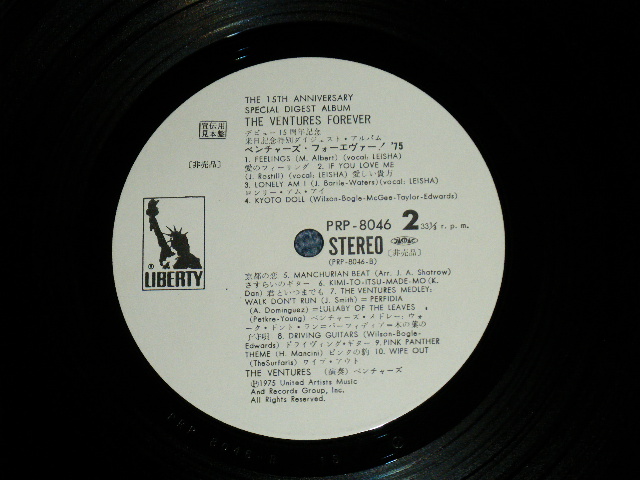 THE 15TH ANNIVERSARY
SPECIAL DIGEST ALBUM
THE VENTURES FOREVER
デビュー15周年記念
来日記念特別ダイジェスト・アルバム
ベンチャーズ・フォーエヴァー! '75
宣伝用
見本盤
[非売品]
1. FEELINGS (M. Albert) (vocal: LEISHA)
愛のフィーリング 2. IF YOU LOVE ME
(J. Rostill) (vocal: LEISHA) 愛しい貴方
3. LONELY AM I (J. Barile-Waters) (vocal: LEISHA)
ロンリー・アム・アイ
4. KYOTO DOLL (Wilson-Bogle-McGee-Taylor-Edwards)
PRP-8046 2 33⅓ r. p. m.
STEREO
(PRP-8046-B)
[非売品]
® LIBERTY
京都の恋 5. MANCHURIAN BEAT (Arr. J. A. Shatrow)
さすらいのギター 6. KIMI-TO-ITSU-MADE-MO (K.
Dan) 君といつまでも 7. THE VENTURES MEDLEY:
WALK DON'T RUN (J. Smith) = PERFIDIA
(A. Dominguez) = LULLABY OF THE LEAVES
(Petkre-Young) ベンチャーズ・メドレー: ウォ
ーク・ドント・ラン=パーフィディア=木の葉の
子守唄 8. DRIVING GUITARS (Wilson-Bogle-
Edwards) ドライヴィング・ギター 9. PINK PANTHER
THEME (H. Mancini) ピンクの豹 10. WIPE OUT
(The Surfaris) ワイプ・アウト
THE VENTURES (演奏) ベンチャーズ
Ⓟ1975 United Artists Music
And Records Group, Inc.
All Rights Reserved.